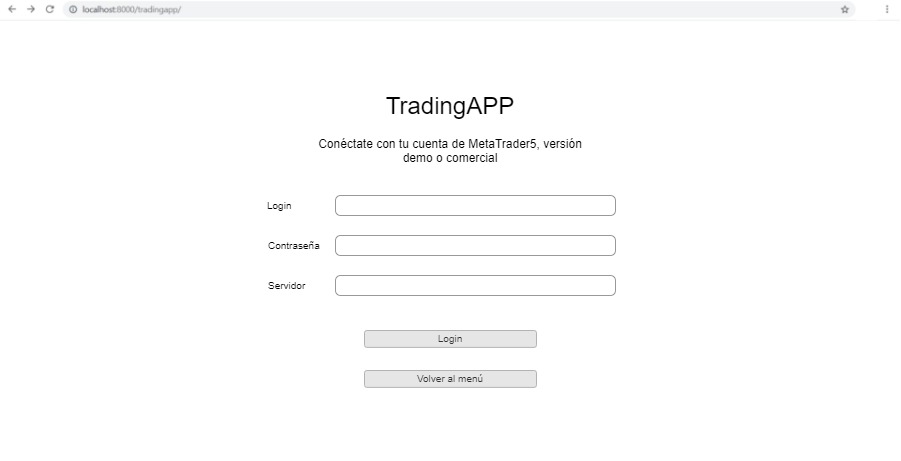 localhost:8000/tradingapp/
TradingAPP
Conéctate con tu cuenta de MetaTrader5, versión
demo o comercial
Login
Contraseña
Servidor
Login
Volver al menú